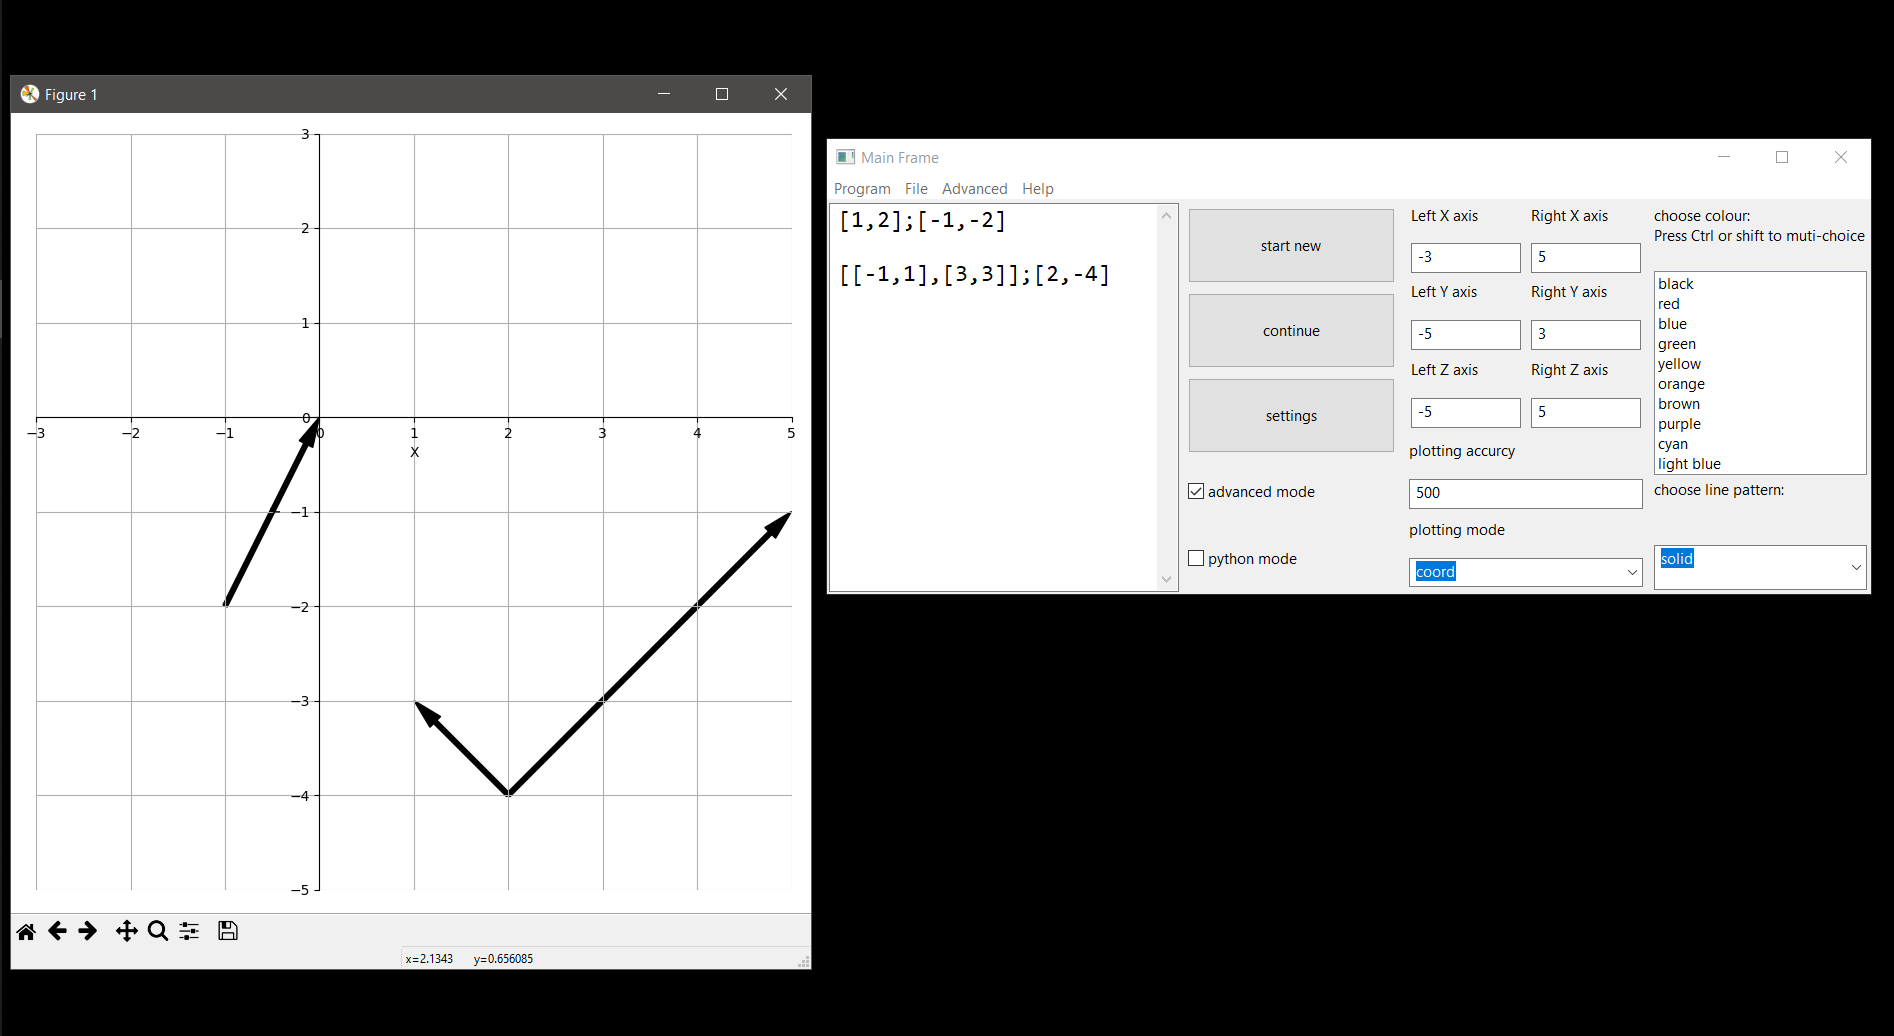 Figure 1
3
2
1
0
−3 −2 −1 0 1 2 3 4 5
X
−1
−2
−3
−4
−5
x=2.1343 y=0.656085
Main Frame
Program File Advanced Help
[1,2];[-1,-2]
[[-1,1],[3,3]];[2,-4]
start new
continue
settings
advanced mode
python mode
Left X axis Right X axis
-3 5
Left Y axis Right Y axis
-5 3
Left Z axis Right Z axis
-5 5
plotting accurcy
500
plotting mode
coord
choose colour:
Press Ctrl or shift to muti-choice
black
red
blue
green
yellow
orange
brown
purple
cyan
light blue
choose line pattern:
solid